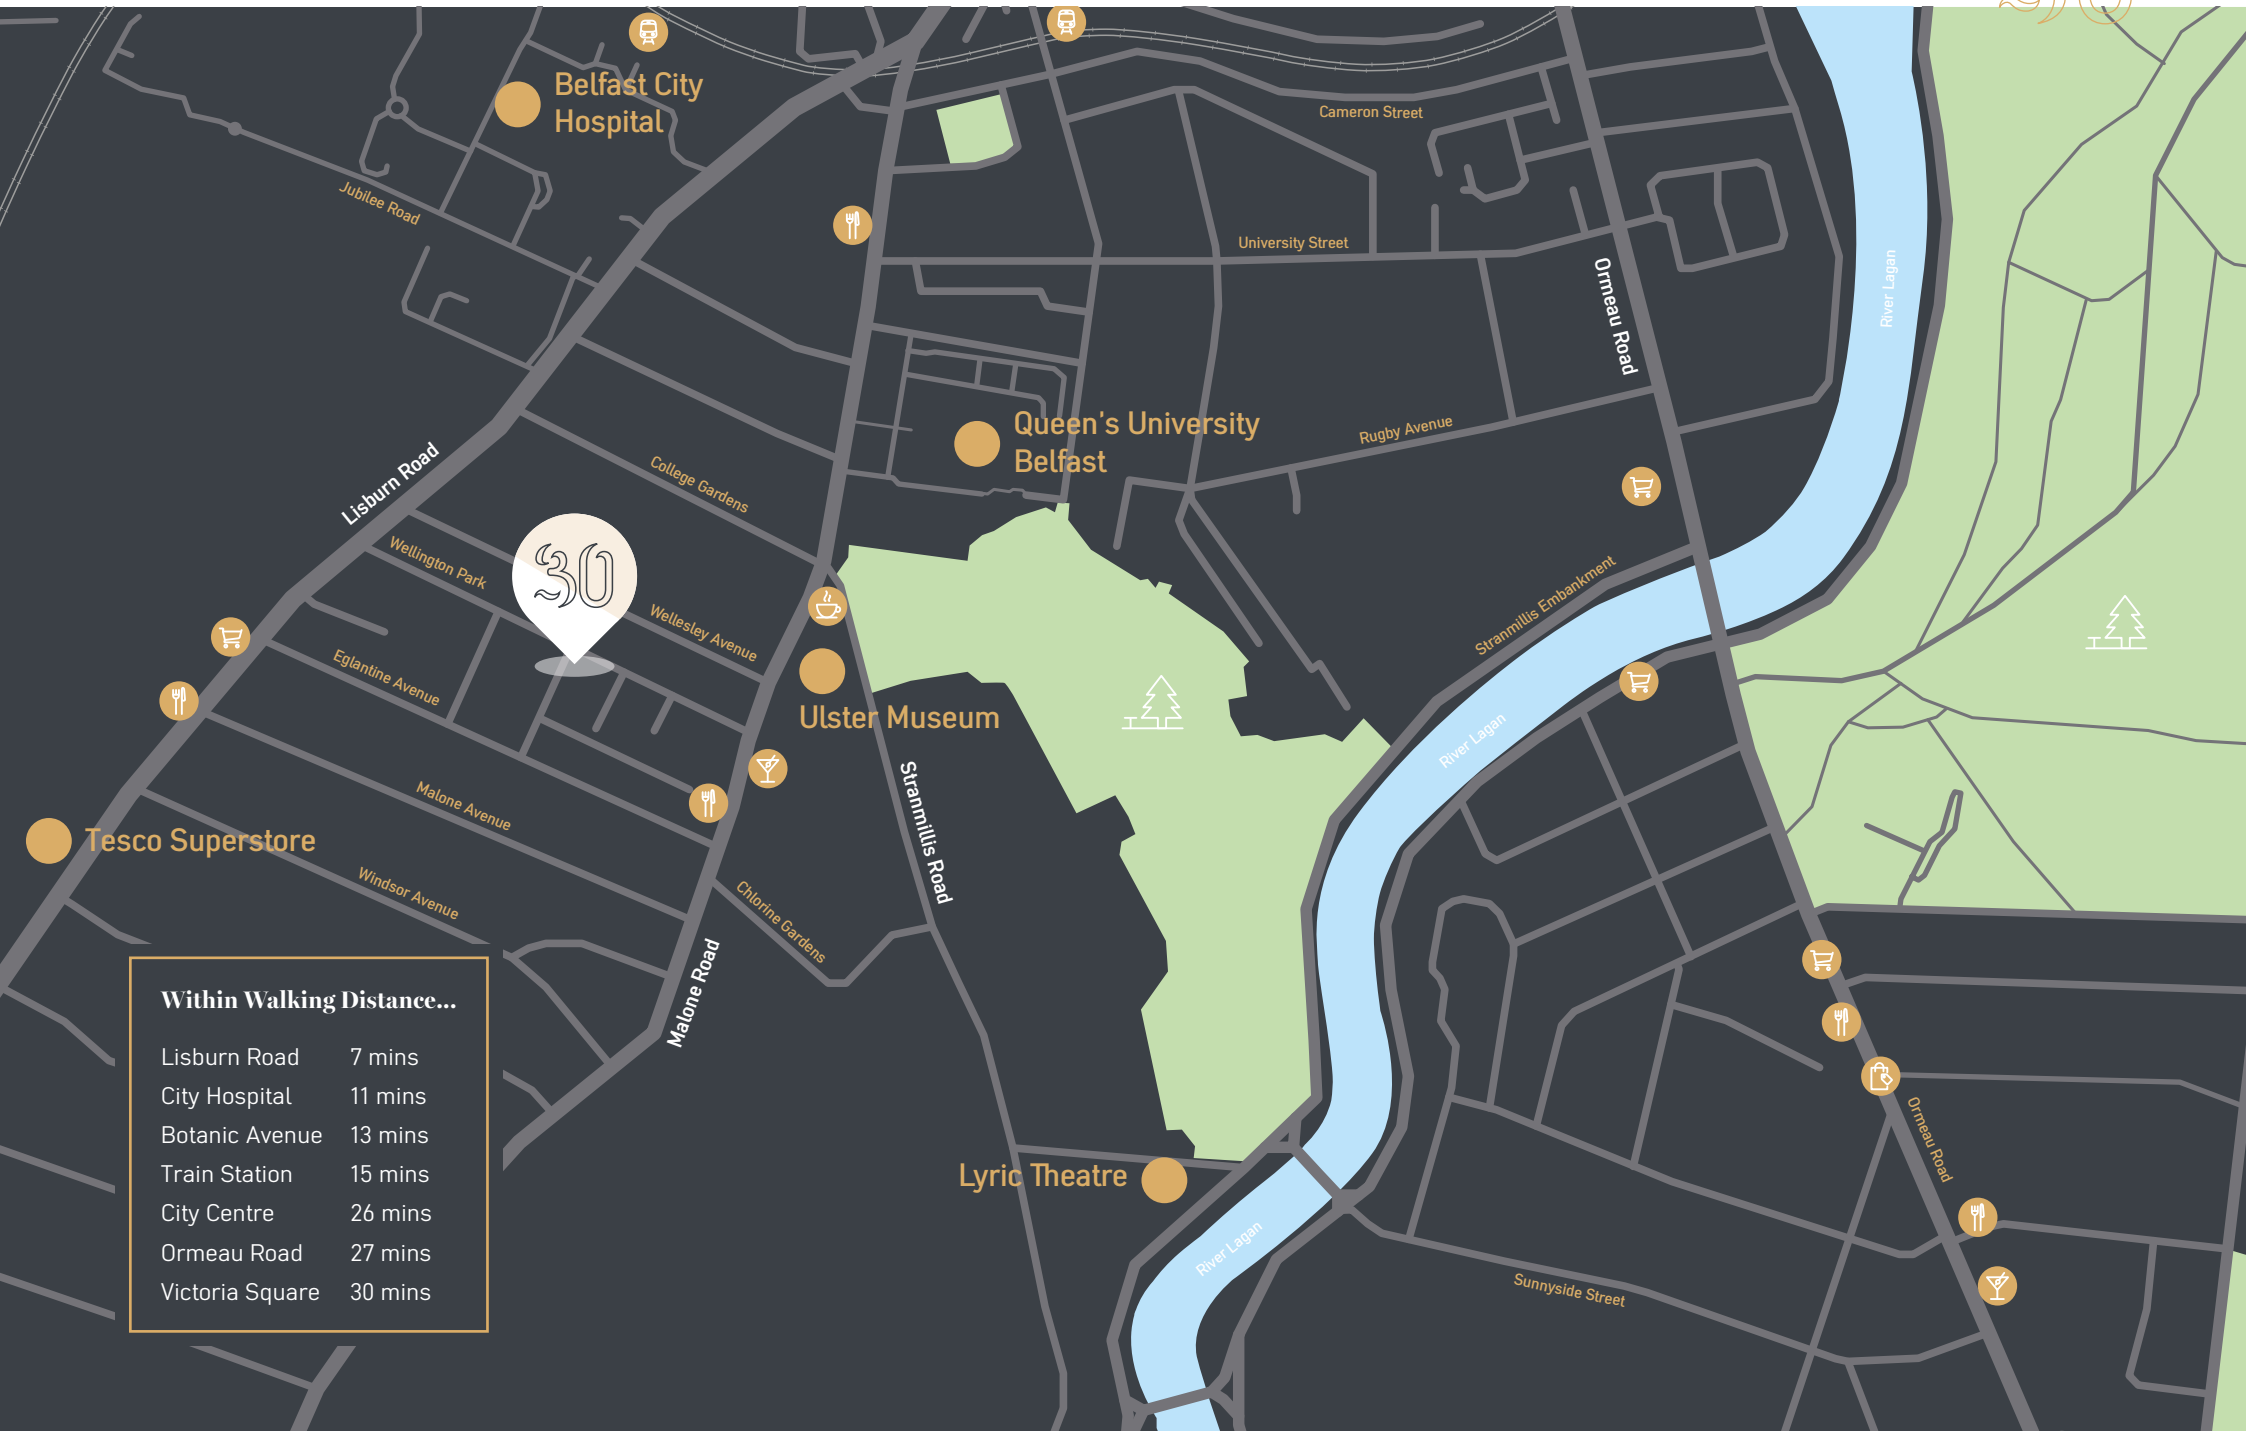 Belfast City
Hospital
Cameron Street
Jubilee Road
University Street
Ormeau Road
River Lagan
Queen's University
Belfast
Rugby Avenue
Lisburn Road
College Gardens
Wellington Park
30
Wellesley Avenue
Stranmillis Embankment
Eglantine Avenue
Ulster Museum
River Lagan
Stranmillis Road
Malone Avenue
Tesco Superstore
Windsor Avenue
Chlorine Gardens
Malone Road
Within Walking Distance...
Lisburn Road 7 mins
City Hospital 11 mins
Botanic Avenue 13 mins
Train Station 15 mins
City Centre 26 mins
Ormeau Road 27 mins
Victoria Square 30 mins
Lyric Theatre
Ormeau Road
River Lagan
Sunnyside Street